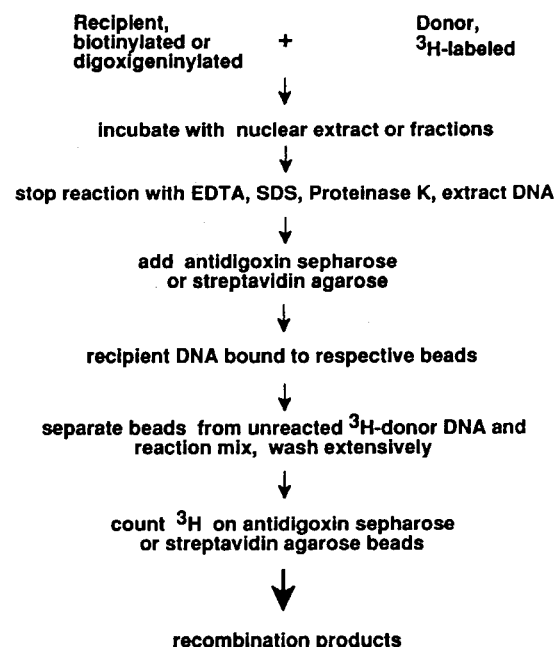 Recipient,
biotinylated or
digoxigeninylated
+
Donor,
³H-labeled
incubate with nuclear extract or fractions
stop reaction with EDTA, SDS, Proteinase K, extract DNA
add antidigoxin sepharose
or streptavidin agarose
recipient DNA bound to respective beads
separate beads from unreacted ³H-donor DNA and
reaction mix, wash extensively
count ³H on antidigoxin sepharose
or streptavidin agarose beads
recombination products